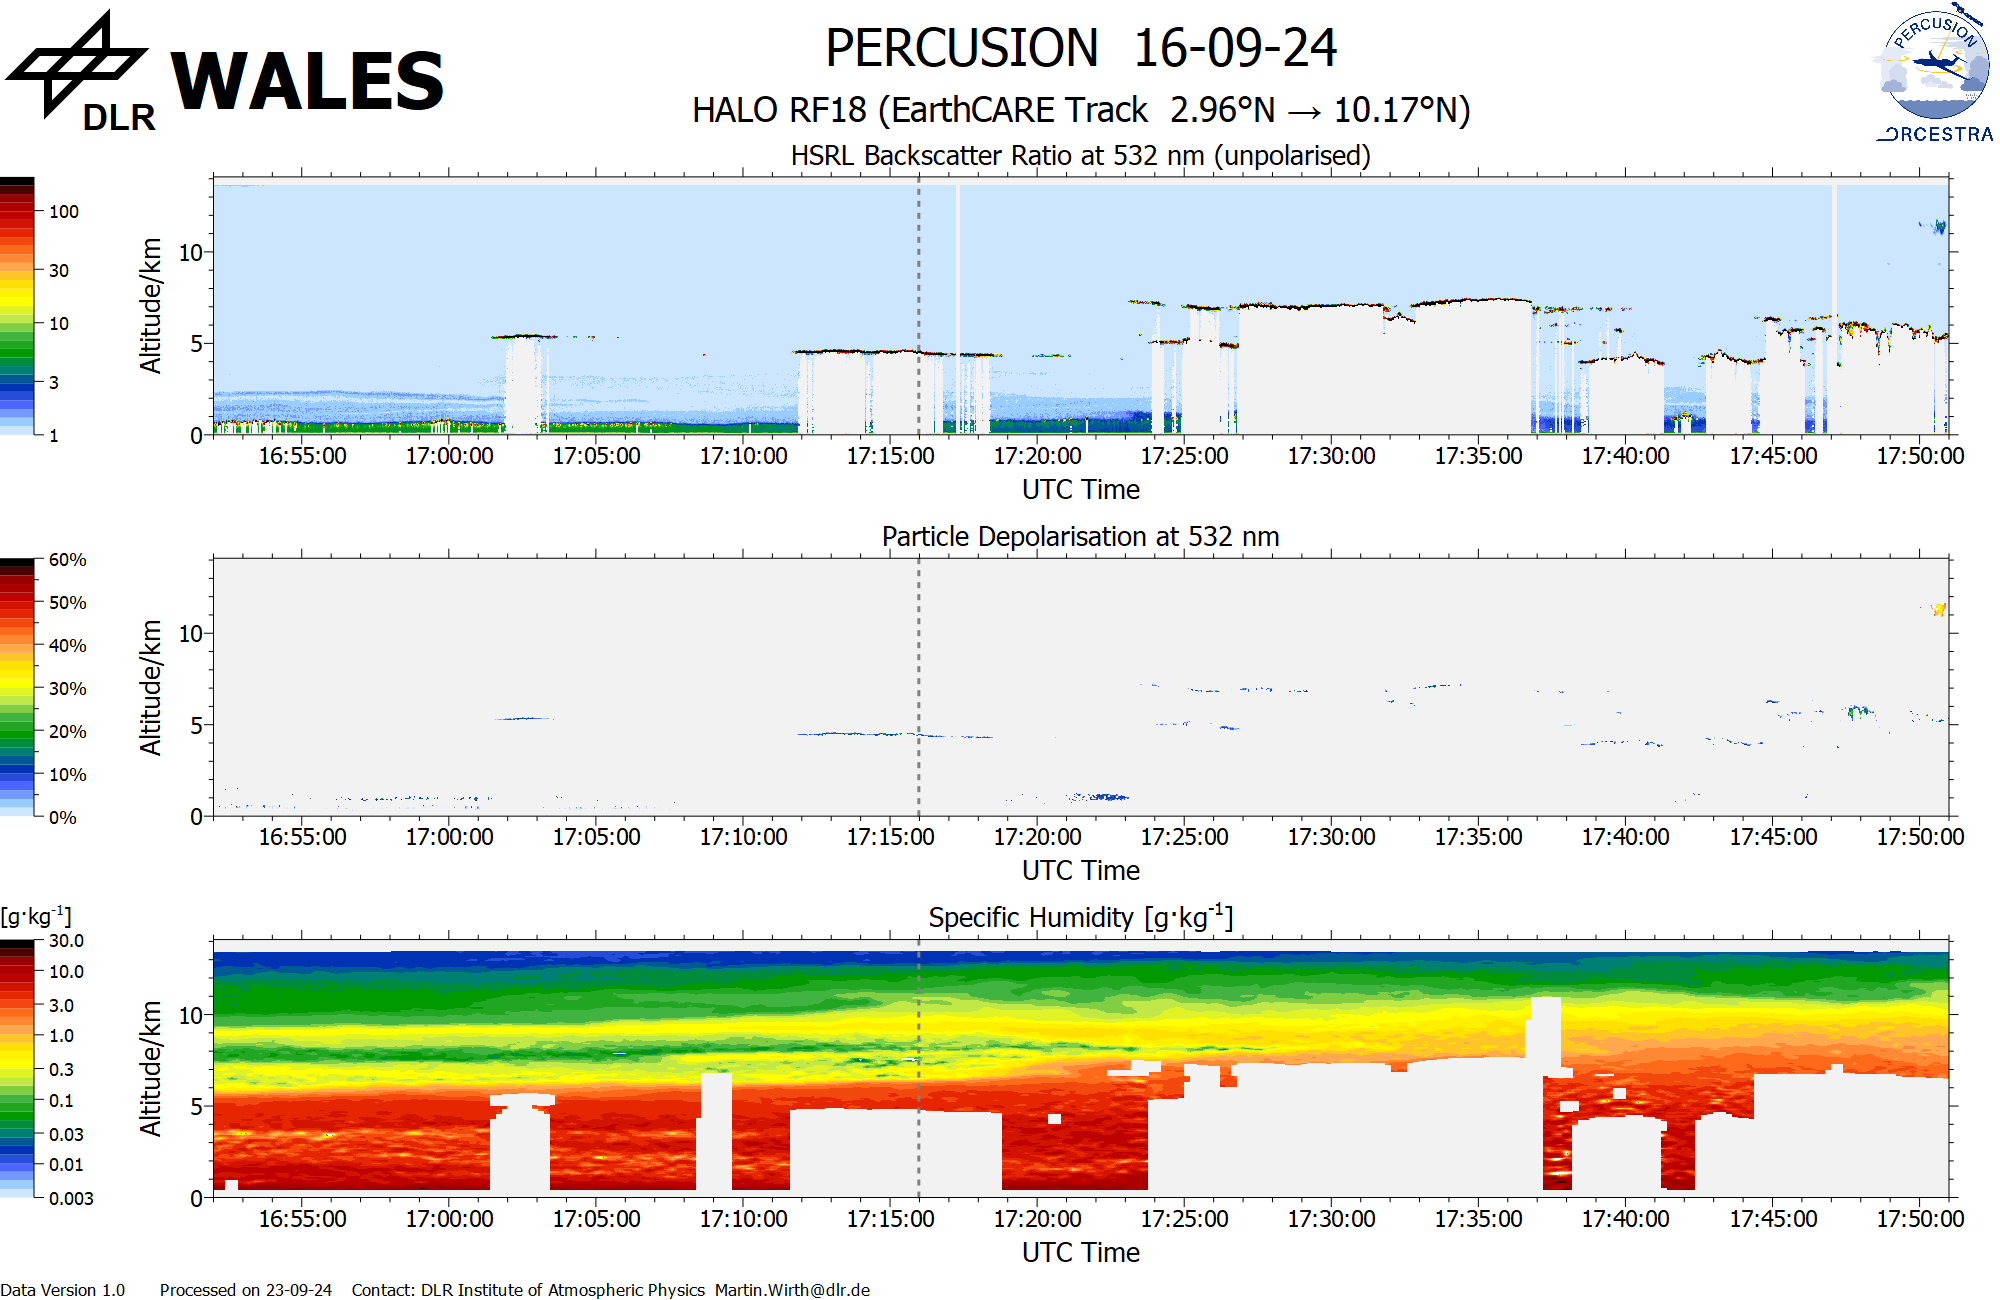 DLR
WALES
PERCUSION 16-09-24
HALO RF18 (EarthCARE Track 2.96°N → 10.17°N)
PERCUSION
ORCESTRA
HSRL Backscatter Ratio at 532 nm (unpolarised)
100
30
10
3
1
Altitude/km
10
5
0
16:55:00 17:00:00 17:05:00 17:10:00 17:15:00 17:20:00 17:25:00 17:30:00 17:35:00 17:40:00 17:45:00 17:50:00
UTC Time
Particle Depolarisation at 532 nm
60%
50%
40%
30%
20%
10%
0%
Altitude/km
10
5
0
16:55:00 17:00:00 17:05:00 17:10:00 17:15:00 17:20:00 17:25:00 17:30:00 17:35:00 17:40:00 17:45:00 17:50:00
UTC Time
Specific Humidity [g·kg⁻¹]
[g·kg⁻¹]
30.0
10.0
3.0
1.0
0.3
0.1
0.03
0.01
0.003
Altitude/km
10
5
0
16:55:00 17:00:00 17:05:00 17:10:00 17:15:00 17:20:00 17:25:00 17:30:00 17:35:00 17:40:00 17:45:00 17:50:00
UTC Time
Data Version 1.0 Processed on 23-09-24 Contact: DLR Institute of Atmospheric Physics Martin.Wirth@dlr.de